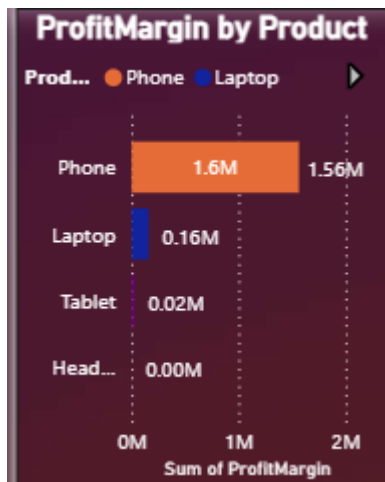 ProfitMargin by Product
Prod... Phone Laptop
Phone 1.6M 1.56M
Laptop 0.16M
Tablet 0.02M
Head... 0.00M
0M 1M 2M
Sum of ProfitMargin